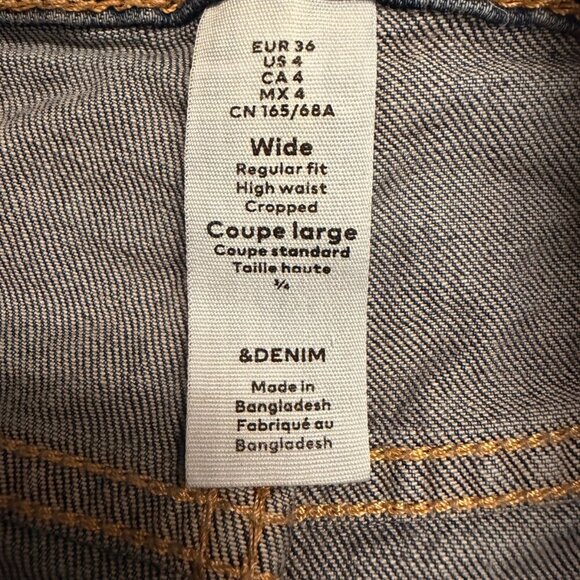 EUR 36
US 4
CA 4
MX 4
CN 165/68A
Wide
Regular fit
High waist
Cropped
Coupe large
Coupe standard
Taille haute
¾
&DENIM
Made in
Bangladesh
Fabriqué au
Bangladesh